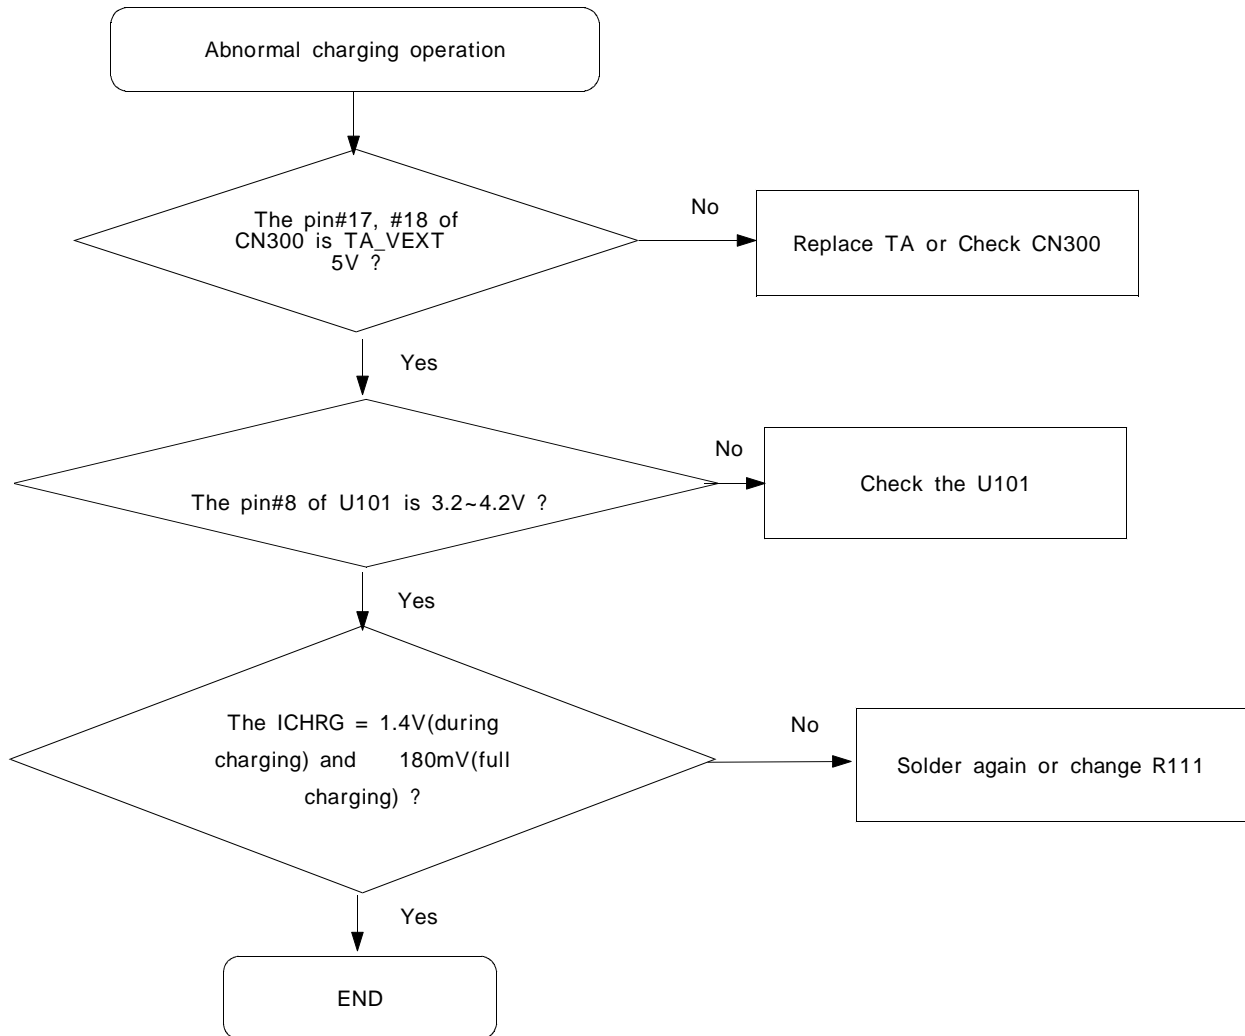 Abnormal charging operation
The pin#17, #18 of
CN300 is TA_VEXT
5V ?
No
Replace TA or Check CN300
Yes
The pin#8 of U101 is 3.2~4.2V ?
No
Check the U101
Yes
The ICHRG = 1.4V(during
charging) and 180mV(full
charging) ?
No
Solder again or change R111
Yes
END